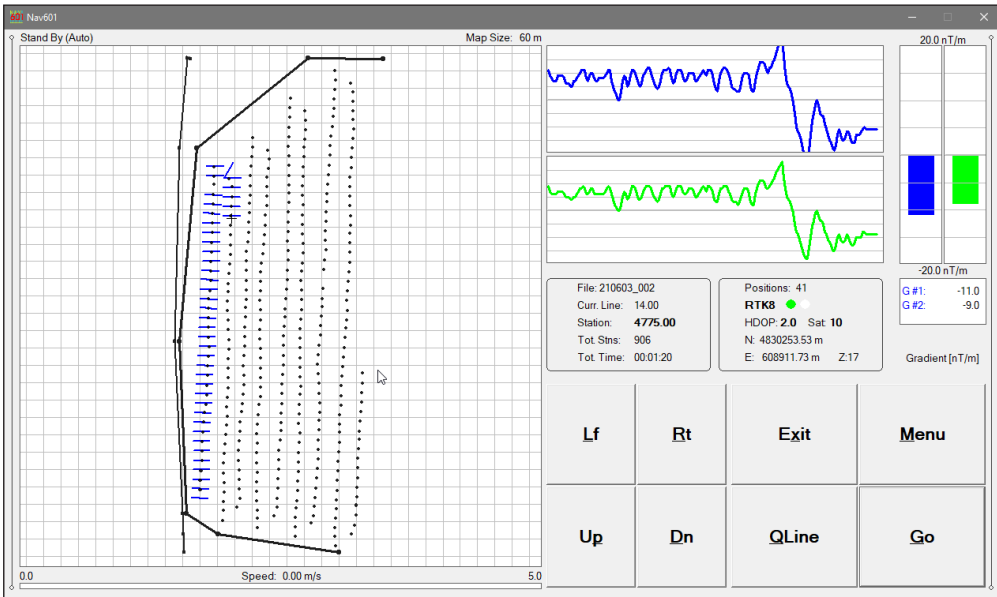 601 Nav601
Stand By (Auto)
Map Size: 60 m
20.0 nT/m
-20.0 nT/m
File: 210603_002
Curr. Line: 14.00
Station: 4775.00
Tot. Stns: 906
Tot. Time: 00:01:20
Positions: 41
RTK8
HDOP: 2.0 Sat: 10
N: 4830253.53 m
E: 608911.73 m Z:17
G #1: -11.0
G #2: -9.0
Gradient [nT/m]
Lf
Rt
Exit
Menu
Up
Dn
QLine
Go
0.0
Speed: 0.00 m/s
5.0